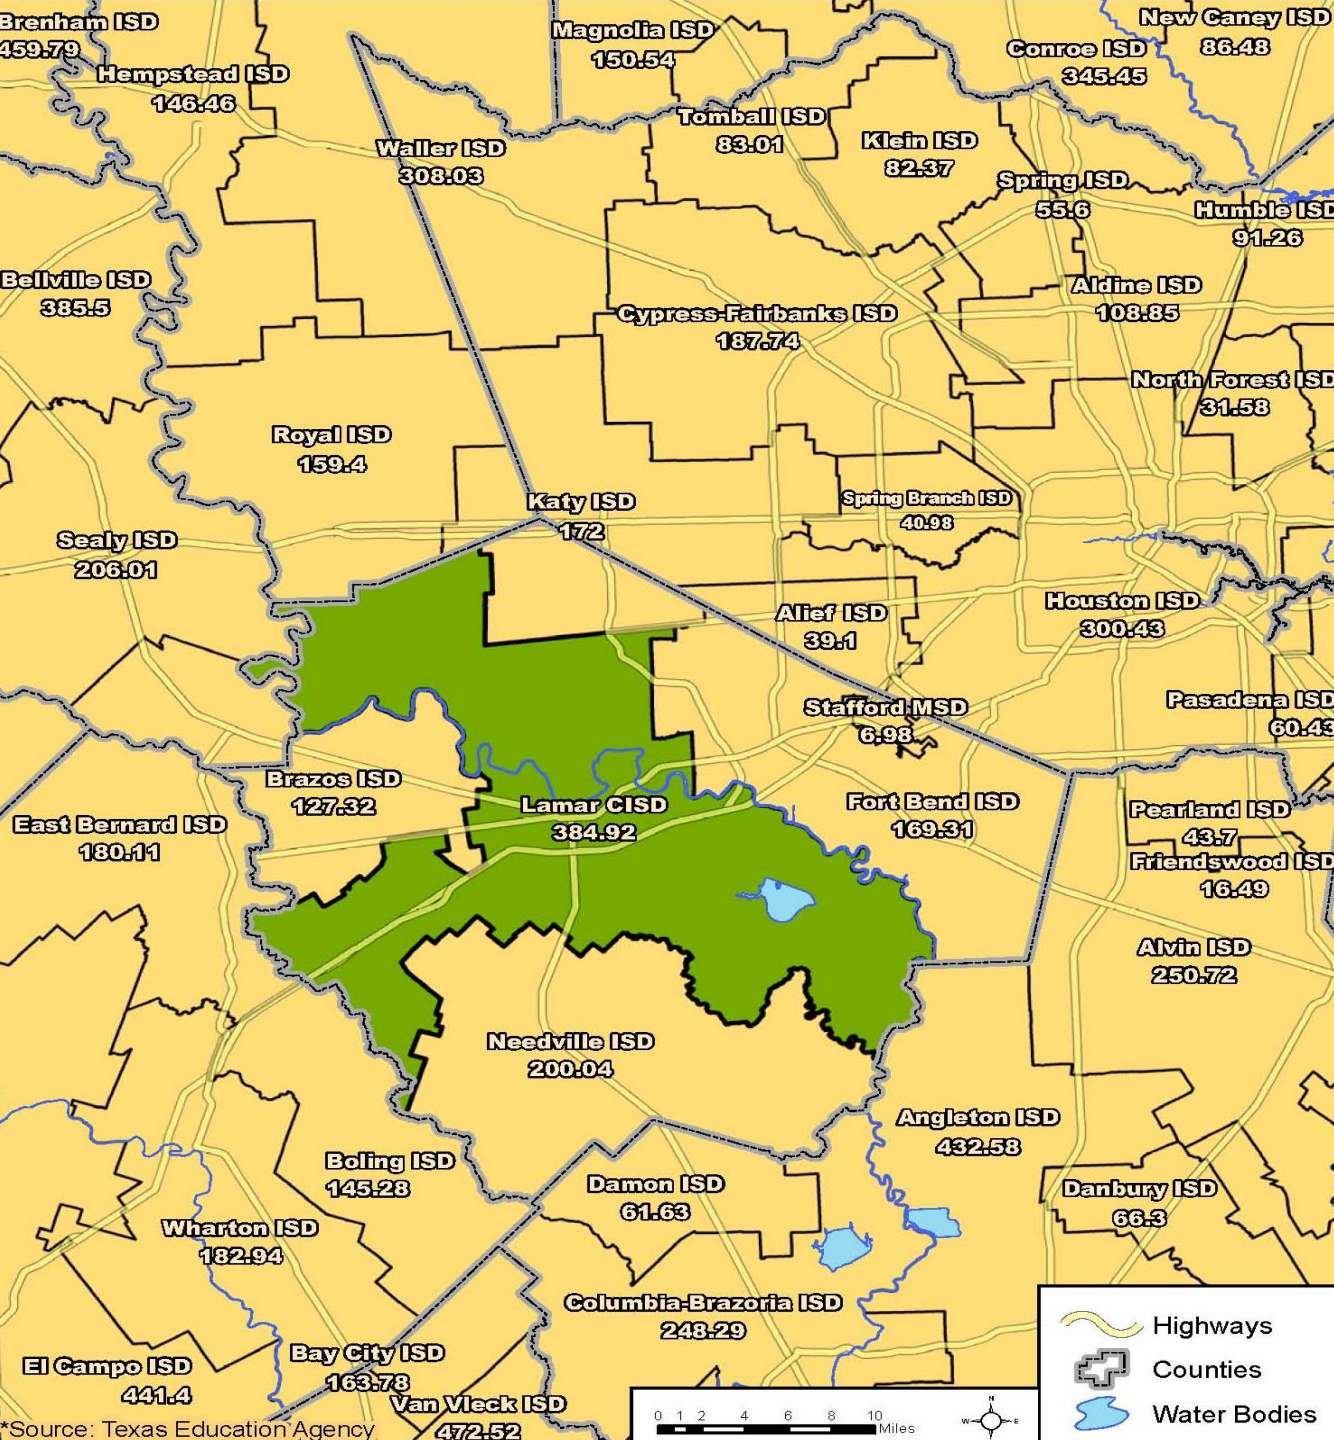 Brenham ISD
459.79
Hempstead ISD
146.46
Magnolia ISD
150.54
Conroe ISD
345.45
New Caney ISD
86.48
Waller ISD
308.03
Tomball ISD
83.01
Klein ISD
82.37
Spring ISD
55.6
Humble ISD
91.26
Bellville ISD
385.5
Cypress-Fairbanks ISD
187.74
Aldine ISD
108.85
North Forest ISD
31.58
Royal ISD
159.4
Katy ISD
172
Spring Branch ISD
40.98
Sealy ISD
206.01
Alief ISD
39.1
Houston ISD
300.43
Stafford MSD
6.98
Pasadena ISD
60.43
Brazos ISD
127.32
Lamar CISD
384.92
Fort Bend ISD
169.31
Pearland ISD
43.7
Friendswood ISD
16.49
East Bernard ISD
180.11
Alvin ISD
250.72
Needville ISD
200.04
Angleton ISD
432.58
Boling ISD
145.28
Damon ISD
61.63
Danbury ISD
66.3
Wharton ISD
182.94
Columbia-Brazoria ISD
248.29
El Campo ISD
441.4
Bay City ISD
163.78
Van Vleck ISD
472.52
*Source: Texas Education Agency
0 1 2 4 6 8 10
Miles
N
W E
Highways
Counties
Water Bodies